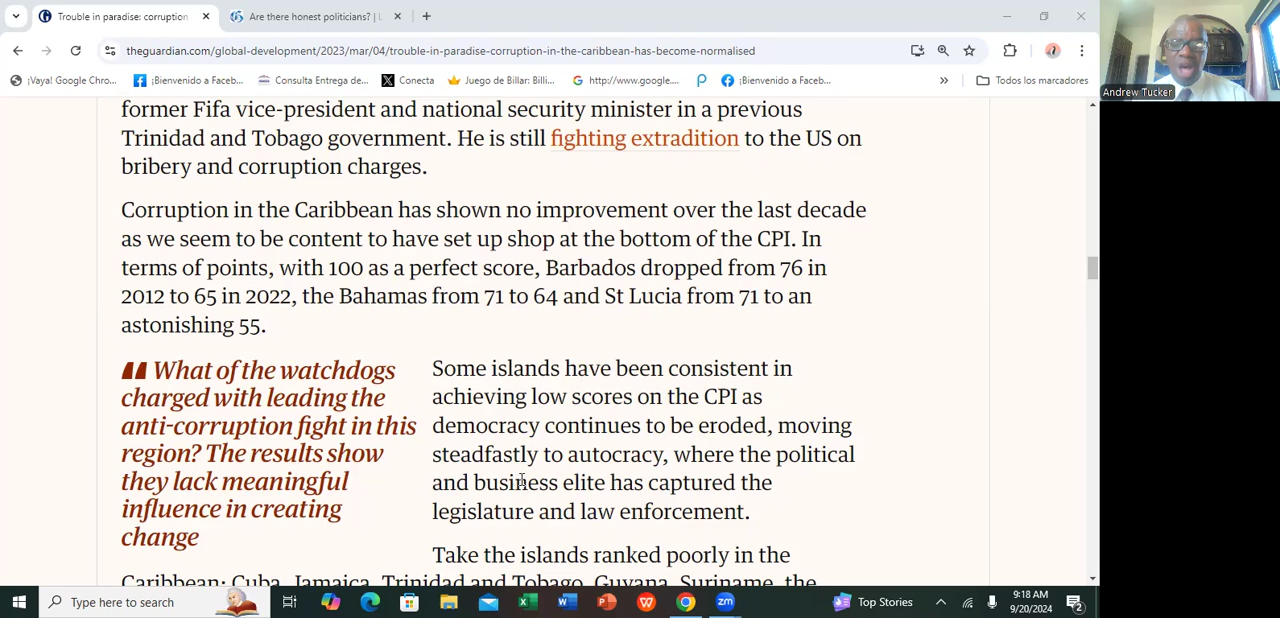 Trouble in paradise: corruption
Are there honest politicians? | L
theguardian.com/global-development/2023/mar/04/trouble-in-paradise-corruption-in-the-caribbean-has-become-normalised
¡Vaya! Google Chro...
¡Bienvenido a Faceb...
Consulta Entrega de...
Conecta
Juego de Billar: Billi...
http://www.google....
¡Bienvenido a Faceb...
»
Todos los marcadores
Andrew Tucker
former Fifa vice-president and national security minister in a previous
Trinidad and Tobago government. He is still fighting extradition to the US on
bribery and corruption charges.
Corruption in the Caribbean has shown no improvement over the last decade
as we seem to be content to have set up shop at the bottom of the CPI. In
terms of points, with 100 as a perfect score, Barbados dropped from 76 in
2012 to 65 in 2022, the Bahamas from 71 to 64 and St Lucia from 71 to an
astonishing 55.
What of the watchdogs
charged with leading the
anti-corruption fight in this
region? The results show
they lack meaningful
influence in creating
change
Some islands have been consistent in
achieving low scores on the CPI as
democracy continues to be eroded, moving
steadfastly to autocracy, where the political
and business elite has captured the
legislature and law enforcement.
Take the islands ranked poorly in the
Caribbean: Cuba, Jamaica, Trinidad and Tobago, Guyana, Suriname, the
Type here to search
Top Stories
9:18 AM
9/20/2024
2